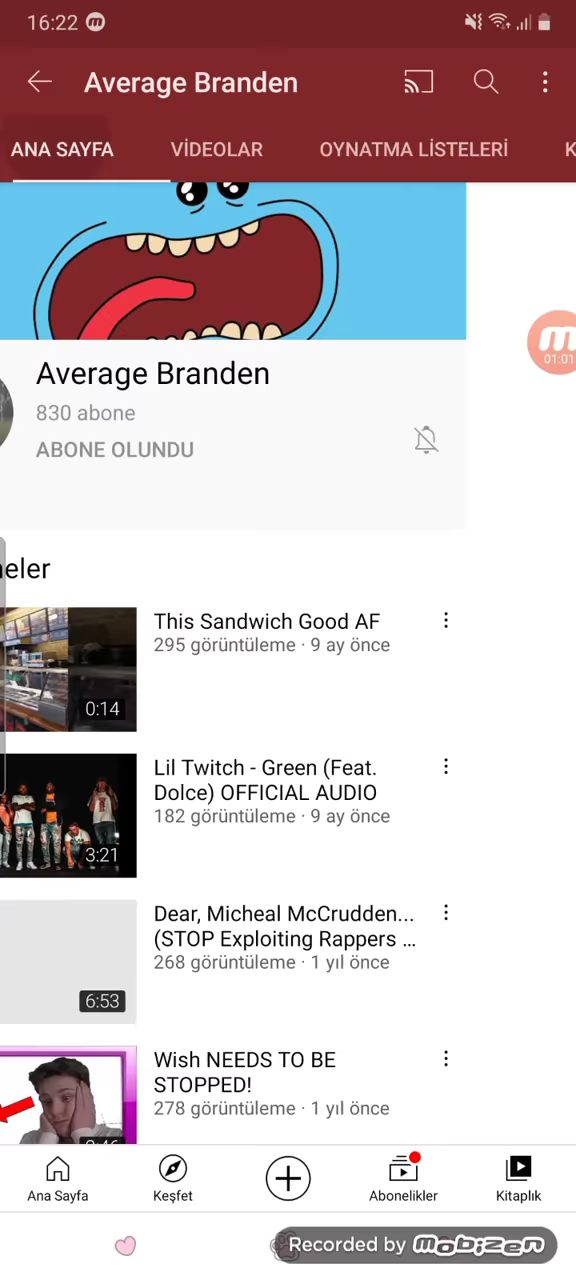 16:22
Average Branden
ANA SAYFA
VİDEOLAR
OYNATMA LİSTELERİ
K
01:01
Average Branden
830 abone
ABONE OLUNDU
neler
This Sandwich Good AF
295 görüntüleme · 9 ay önce
0:14
Lil Twitch - Green (Feat.
Dolce) OFFICIAL AUDIO
182 görüntüleme · 9 ay önce
3:21
Dear, Micheal McCrudden...
(STOP Exploiting Rappers ...
268 görüntüleme · 1 yıl önce
6:53
Wish NEEDS TO BE
STOPPED!
278 görüntüleme · 1 yıl önce
Ana Sayfa
Keşfet
Abonelikler
Kitaplık
Recorded by mobizen